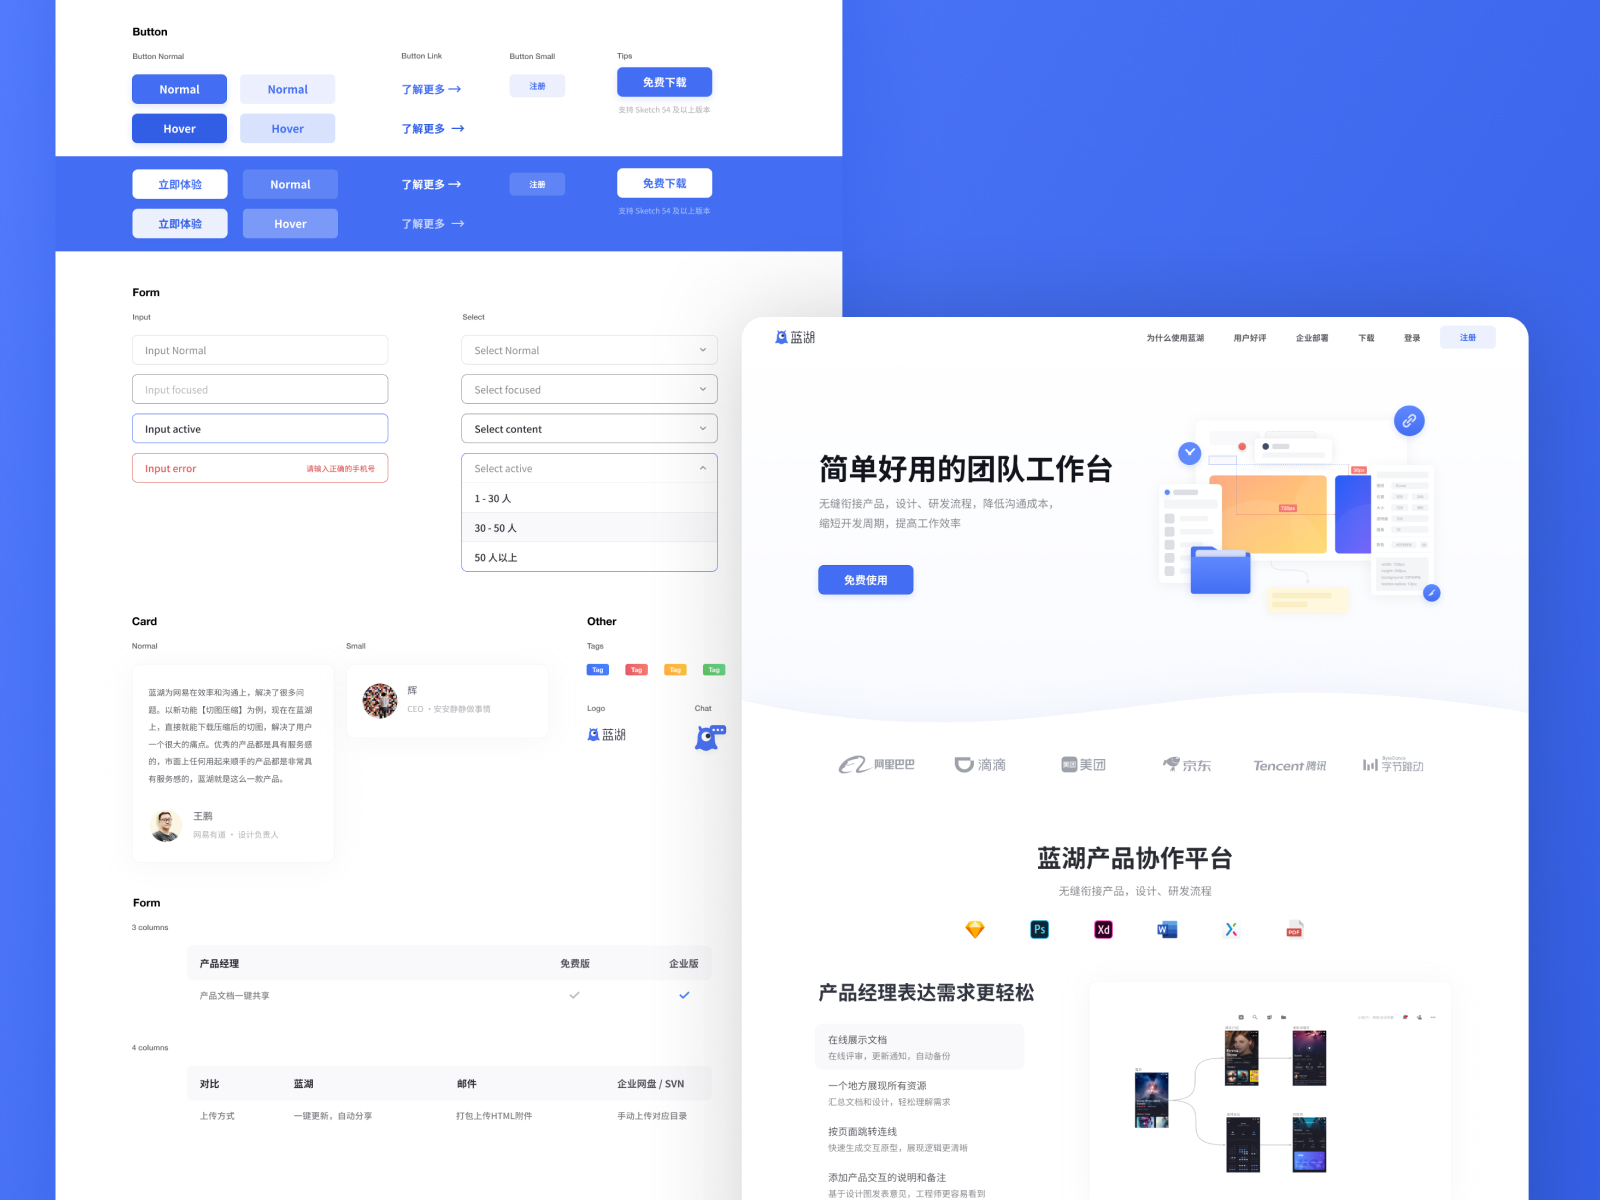 Button
Button Normal
Button Link
Button Small
Tips
Normal
Normal
了解更多
注册
免费下载
支持 Sketch 54 及以上版本
Hover
Hover
了解更多
立即体验
Normal
了解更多
注册
免费下载
支持 Sketch 54 及以上版本
立即体验
Hover
了解更多
Form
Input
Select
Input Normal
Select Normal
Input focused
Select focused
Input active
Select content
Input error
请输入正确的手机号
Select active
1 - 30 人
30 - 50 人
50 人以上
Card
Normal
Small
蓝湖为网易在效率和沟通上，解决了很多问
题。以新功能【切图压缩】为例，现在在蓝湖
上，直接就能下载压缩后的切图，解决了用户
一个很大的痛点。优秀的产品都是具有服务感
的，市面上任何用起来顺手的产品都是非常具
有服务感的，蓝湖就是这么一款产品。
王鹏
网易有道 · 设计负责人
辉
CEO · 安安静静做事情
Other
Tags
Tag
Tag
Tag
Tag
Logo
Chat
蓝湖
Form
3 columns
产品经理
免费版
企业版
产品文档一键共享
4 columns
对比
蓝湖
邮件
企业网盘 / SVN
上传方式
一键更新，自动分享
打包上传HTML附件
手动上传对应目录
蓝湖
为什么使用蓝湖
用户好评
企业部署
下载
登录
注册
简单好用的团队工作台
无缝衔接产品，设计、研发流程，降低沟通成本，
缩短开发周期，提高工作效率
免费使用
阿里巴巴
滴滴
美团
美团
京东
Tencent 腾讯
ByteDance
字节跳动
蓝湖产品协作平台
无缝衔接产品，设计、研发流程
Ps
Xd
W
PDF
产品经理表达需求更轻松
在线展示文档
在线评审，更新通知，自动备份
一个地方展现所有资源
汇总文档和设计，轻松理解需求
按页面跳转连线
快速生成交互原型，展现逻辑更清晰
添加产品交互的说明和备注
基于设计图发表意见，工程师更容易看到